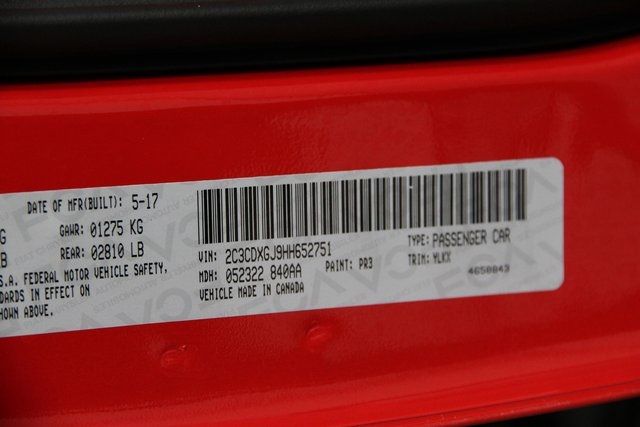 DATE OF MFR(BUILT): 5-17
G GAWR: 01275 KG
B REAR: 02810 LB
S.A. FEDERAL MOTOR VEHICLE SAFETY,
DARDS IN EFFECT ON
HOWN ABOVE.
VIN: 2C3CDXGJ9HH652751
TYPE: PASSENGER CAR
MDH: 052322 840AA PAINT: PR3
TRIM: MLKX
VEHICLE MADE IN CANADA
4650843